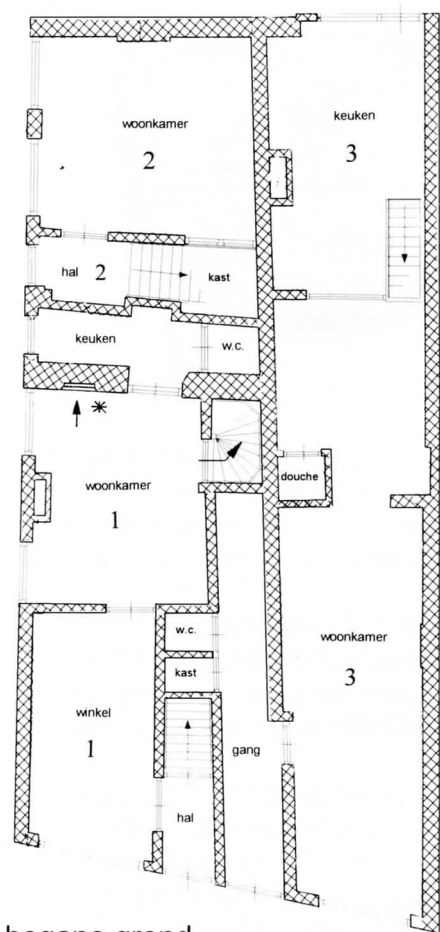 woonkamer
2
keuken
3
hal 2
kast
keuken
w.c.
*
woonkamer
1
douche
w.c.
woonkamer
3
kast
winkel
1
gang
hal
begane grond